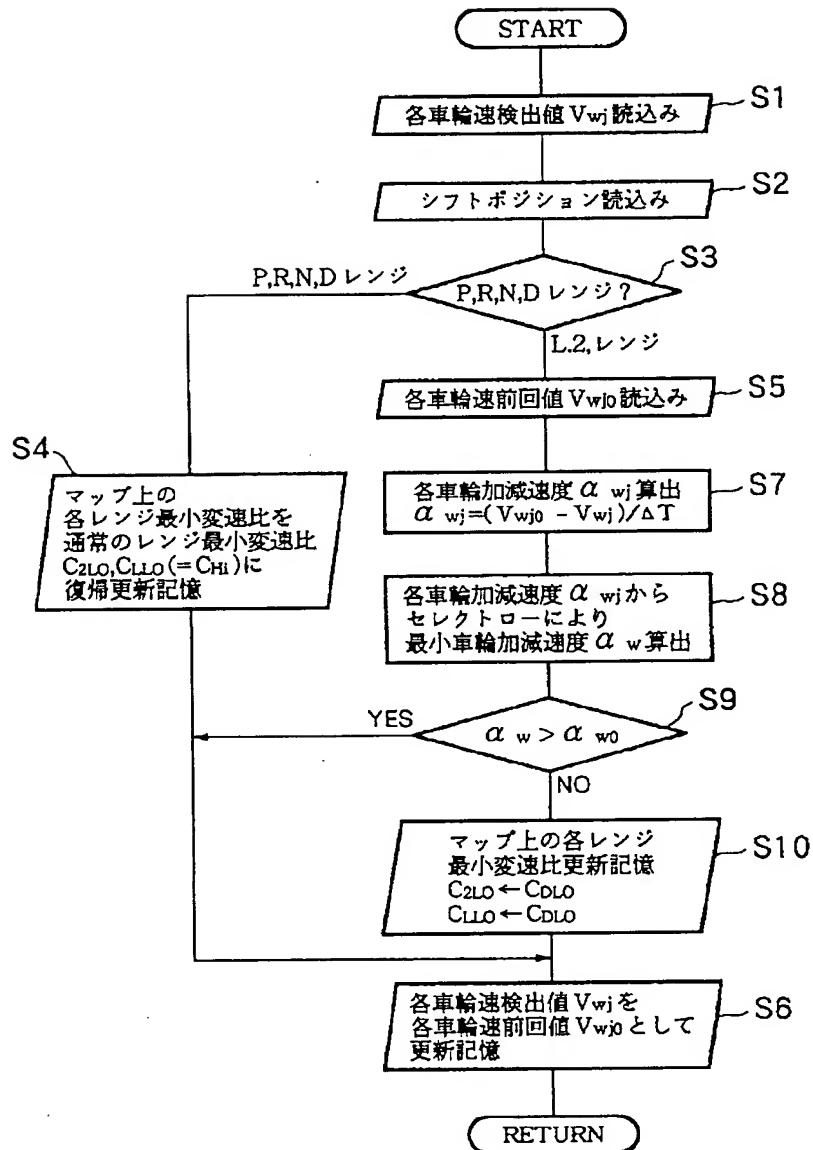 START
S1
各車輪速検出値 Vwj 読込み
S2
シフトポジション読込み
S3
P,R,N,D レンジ
P,R,N,D レンジ？
L.2,レンジ
S5
各車輪速前回値 Vwj0 読込み
S4
マップ上の
各レンジ最小変速比を
通常のレンジ最小変速比
C2LO,CLLO(=CHi)に
復帰更新記憶
S7
各車輪加減速度 α wj 算出
α wj=( Vwj0 - Vwj )/ΔT
S8
各車輪加減速度 α wjから
セレクトローにより
最小車輪加減速度 α w 算出
S9
YES
α w > α w0
NO
S10
マップ上の各レンジ
最小変速比更新記憶
C2LO ← CDLO
CLLO ← CDLO
S6
各車輪速検出値 Vwj を
各車輪速前回値 Vwj0 として
更新記憶
RETURN